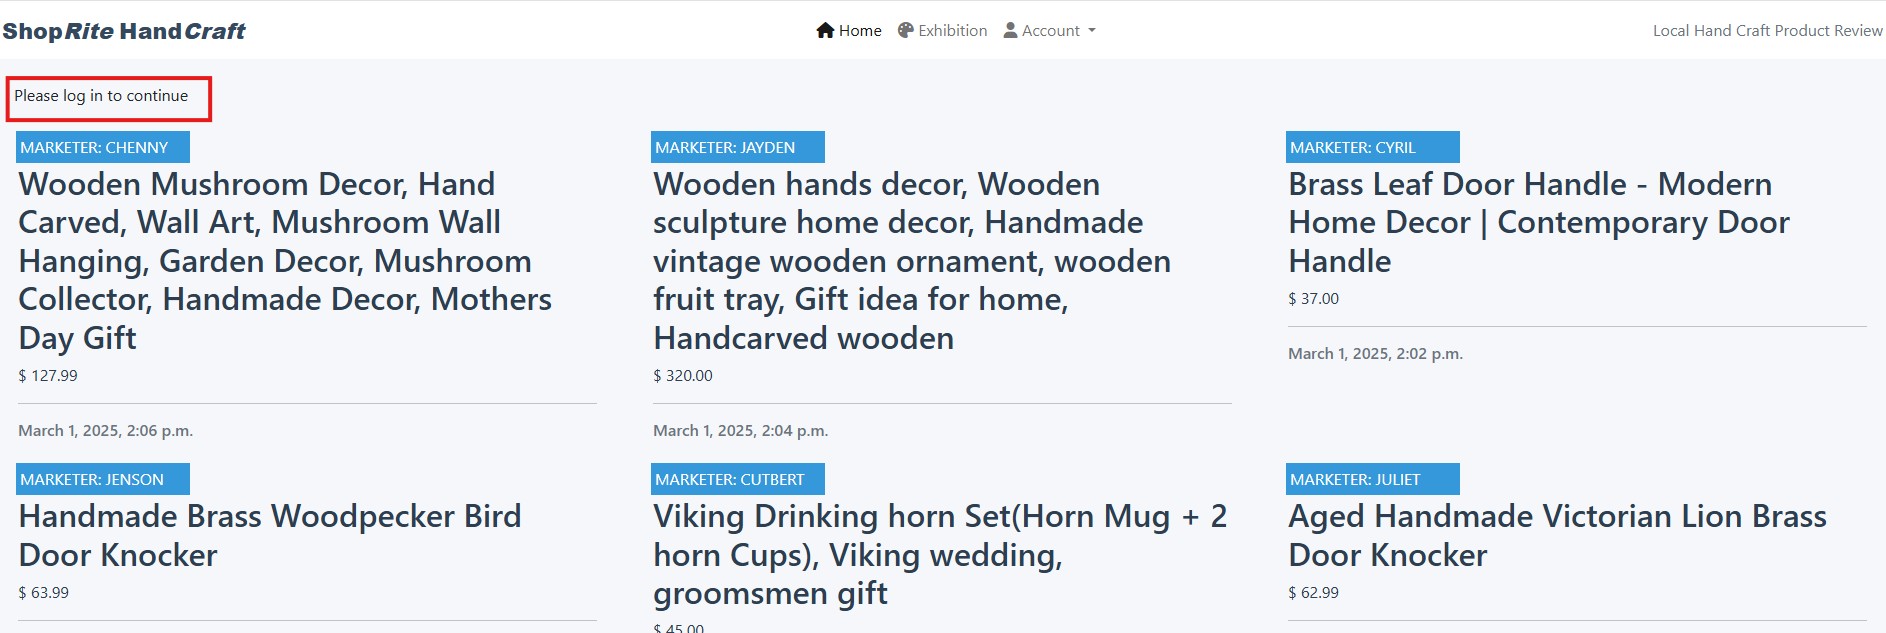 ShopRite HandCraft
Home Exhibition Account
Local Hand Craft Product Review
Please log in to continue
MARKETER: CHENNY
Wooden Mushroom Decor, Hand
Carved, Wall Art, Mushroom Wall
Hanging, Garden Decor, Mushroom
Collector, Handmade Decor, Mothers
Day Gift
$ 127.99
March 1, 2025, 2:06 p.m.
MARKETER: JAYDEN
Wooden hands decor, Wooden
sculpture home decor, Handmade
vintage wooden ornament, wooden
fruit tray, Gift idea for home,
Handcarved wooden
$ 320.00
March 1, 2025, 2:04 p.m.
MARKETER: CYRIL
Brass Leaf Door Handle - Modern
Home Decor | Contemporary Door
Handle
$ 37.00
March 1, 2025, 2:02 p.m.
MARKETER: JENSON
Handmade Brass Woodpecker Bird
Door Knocker
$ 63.99
MARKETER: CUTBERT
Viking Drinking horn Set(Horn Mug + 2
horn Cups), Viking wedding,
groomsmen gift
$ 45.00
MARKETER: JULIET
Aged Handmade Victorian Lion Brass
Door Knocker
$ 62.99